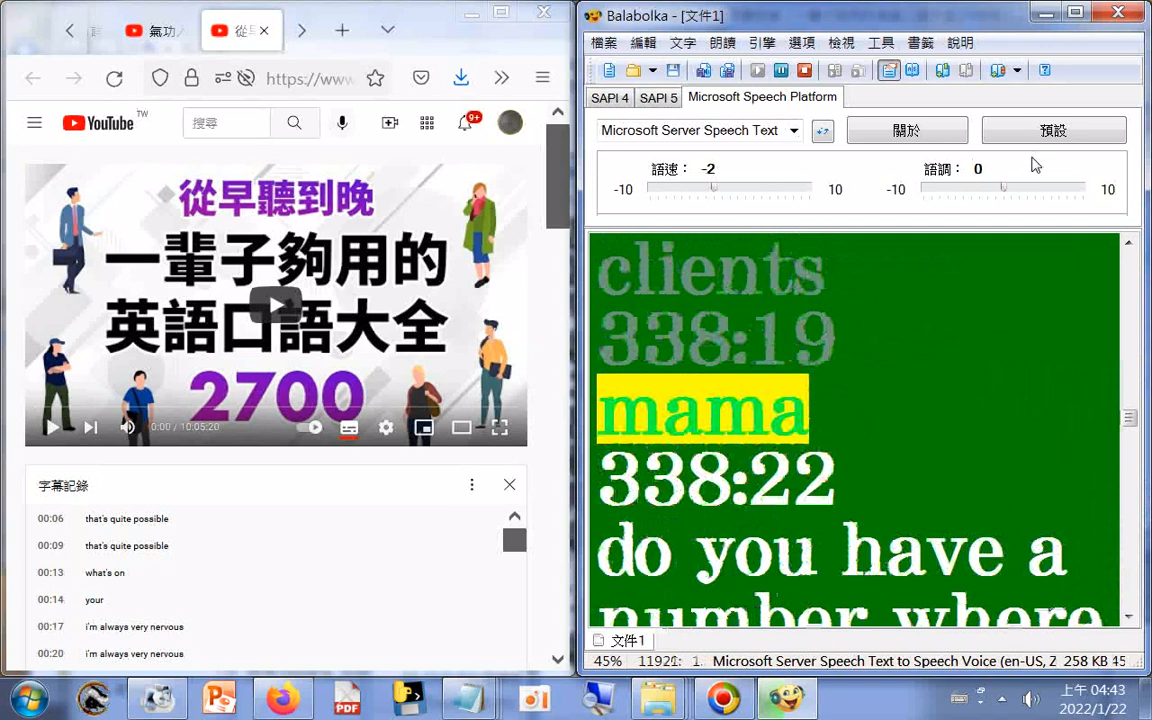 氣功
從
https://www
YouTube TW
搜尋
9+
從早聽到晚
一輩子夠用的
英語口語大全
2700
0:00 / 10:05:20
字幕記錄
00:06 that's quite possible
00:09 that's quite possible
00:13 what's on
00:14 your
00:17 i'm always very nervous
00:20 i'm always very nervous
Balabolka - [文件1]
檔案 編輯 文字 朗讀 引擎 選項 檢視 工具 書籤 說明
SAPI 4 SAPI 5 Microsoft Speech Platform
Microsoft Server Speech Text 關於 預設
語速： -2 語調： 0
-10 10 -10 10
clients
338:19
mama
338:22
do you have a
number where
文件1
45% 11921: 1. Microsoft Server Speech Text to Speech Voice (en-US, Z 258 KB 45
PDF
上午 04:43
2022/1/22